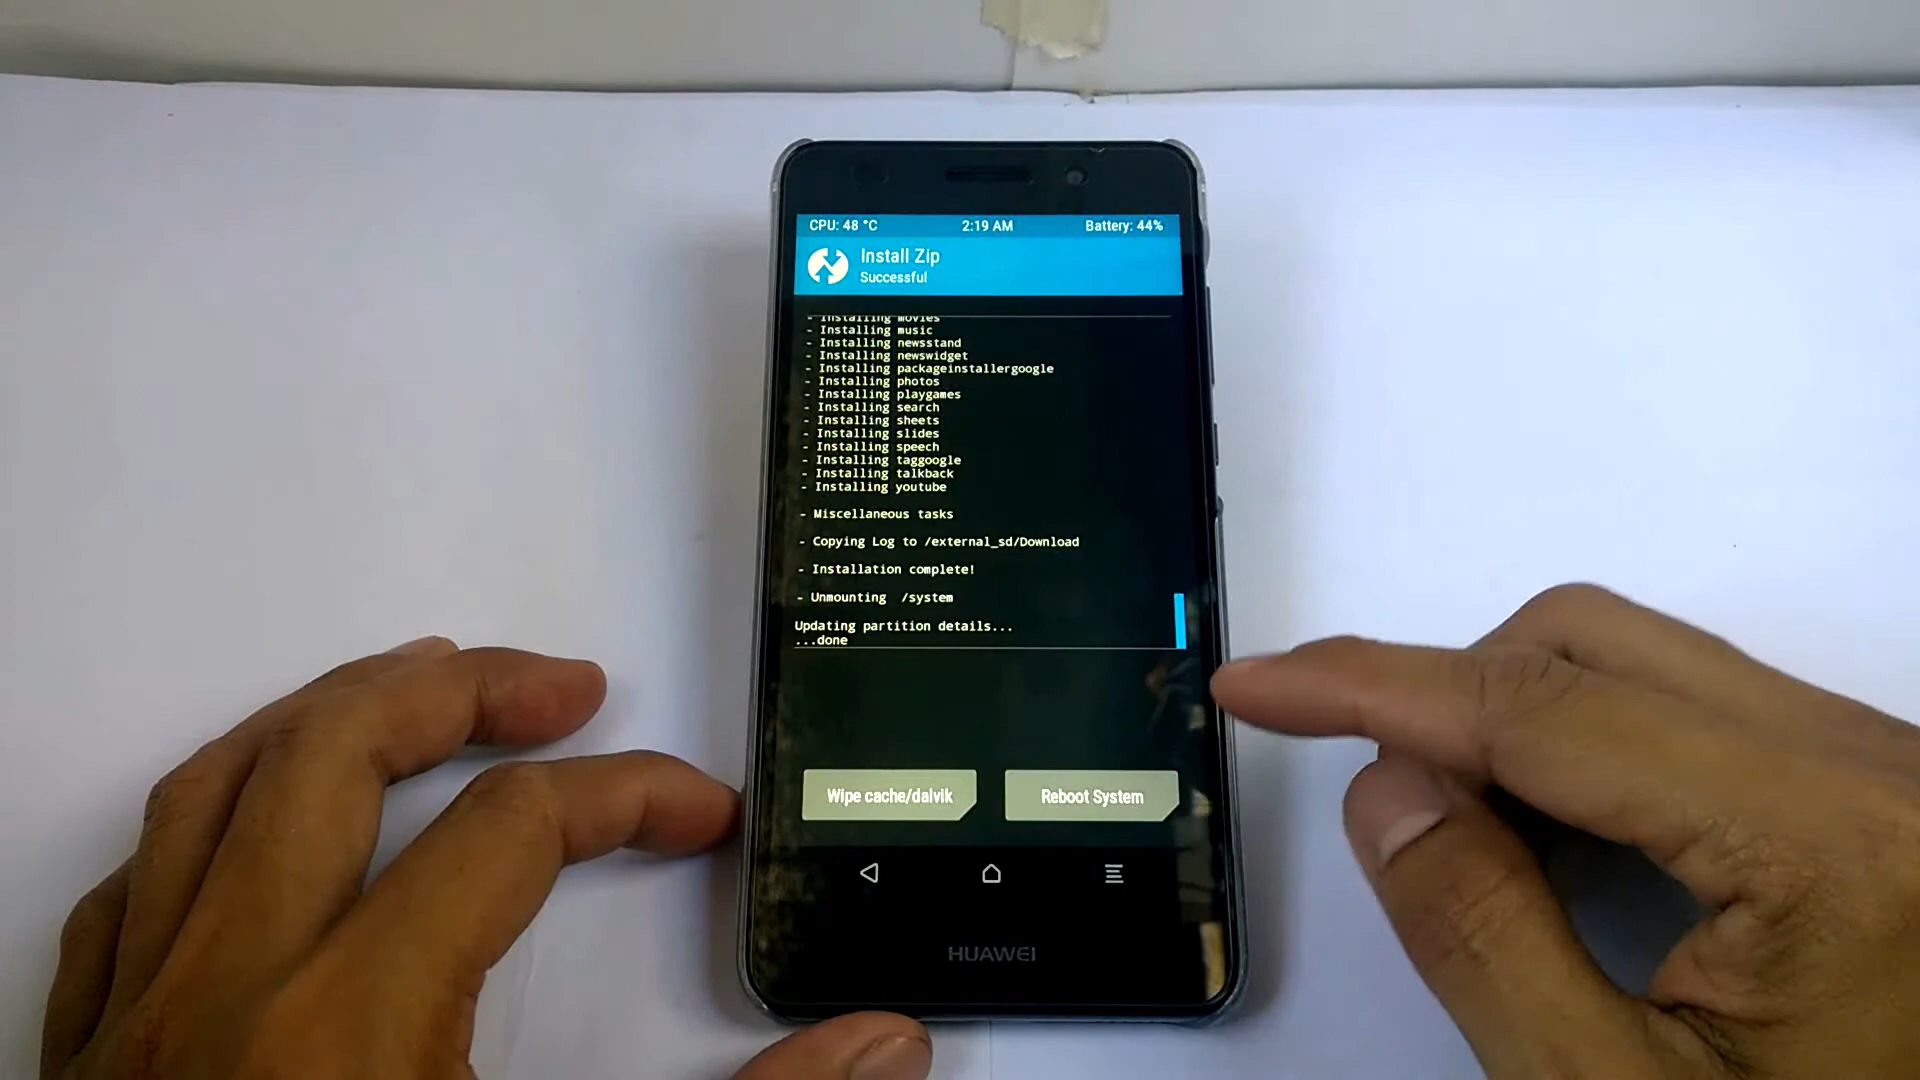 CPU: 48 °C 2:19 AM Battery: 44%
Install Zip
Successful
- Installing movies
- Installing music
- Installing newsstand
- Installing newswidget
- Installing packageinstallergoogle
- Installing photos
- Installing playgames
- Installing search
- Installing sheets
- Installing slides
- Installing speech
- Installing taggoogle
- Installing talkback
- Installing youtube
- Miscellaneous tasks
- Copying Log to /external_sd/Download
- Installation complete!
- Unmounting /system
Updating partition details...
...done
Wipe cache/dalvik Reboot System
HUAWEI